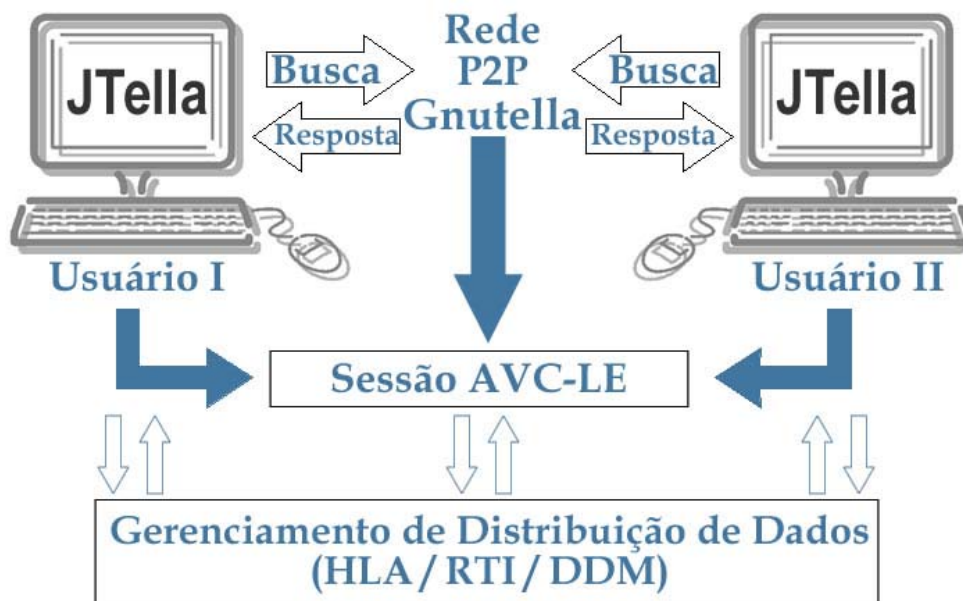 JTella
Busca
Resposta
Rede
P2P
Gnutella
Busca
Resposta
JTella
Usuário I
Usuário II
Sessão AVC-LE
Gerenciamento de Distribuição de Dados
(HLA / RTI / DDM)